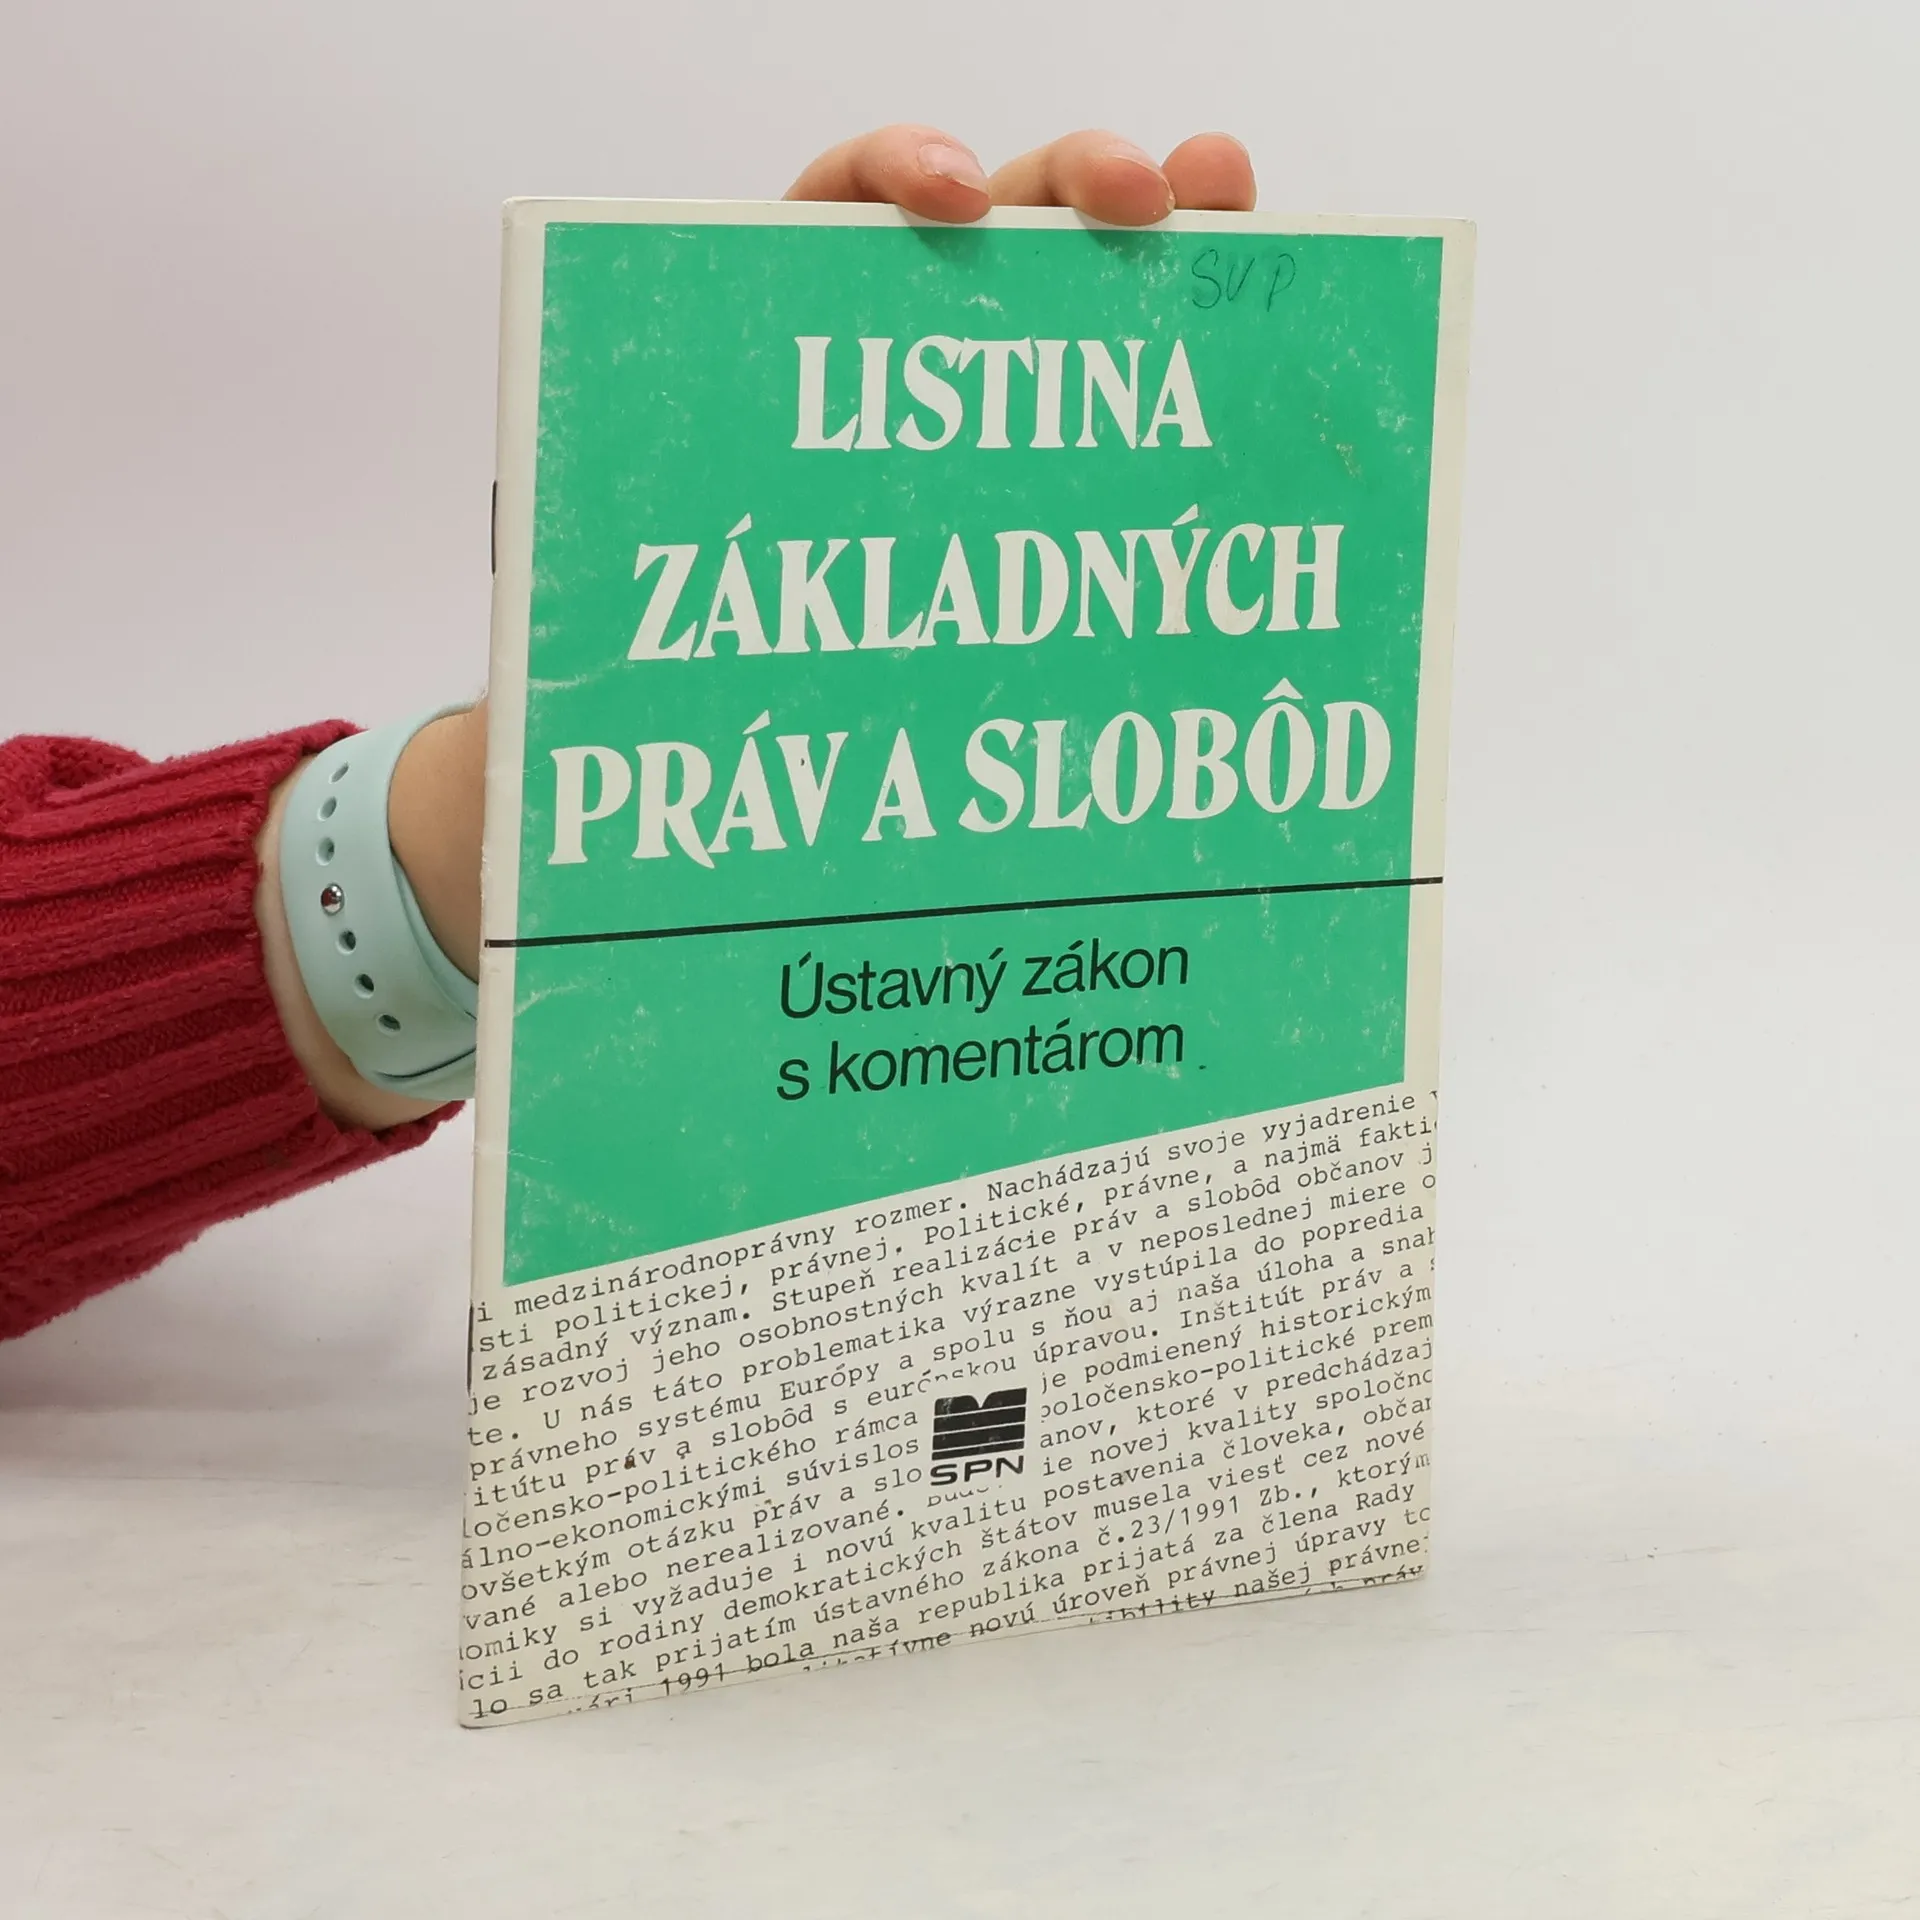 SVP
LISTINA
ZÁKLADNÝCH
PRÁV A SLOBÔD
Ústavný zákon
s komentárom
i medzinárodnoprávny rozmer. Nachádzajú svoje vyjadrenie
sti politickej, právnej. Politické, právne, a najmä fakti
zásadný význam. Stupeň realizácie práv a slobôd občanov j
je rozvoj jeho osobnostných kvalít a v neposlednej miere o
te. U nás táto problematika výrazne vystúpila do popredia
právneho systému Európy a spolu s ňou aj naša úloha a snah
itútu práv a slobôd s európskou úpravou. Inštitút práv a s
ločensko-politického rámca je podmienený historickým
álno-ekonomickými súvislos poločensko-politické prem
ovšetkým otázku práv a slo anov, ktoré v predchádzaj
vané alebo nerealizované. ie novej kvality spoločno
omiky si vyžaduje i novú kvalitu postavenia človeka, občan
ícii do rodiny demokratických štátov musela viesť cez nové
lo sa tak prijatím ústavného zákona č.23/1991 Zb., ktorým
1991 bola naša republika prijatá za člena Rady
novú úroveň právnej úpravy to
našej právne
SPN